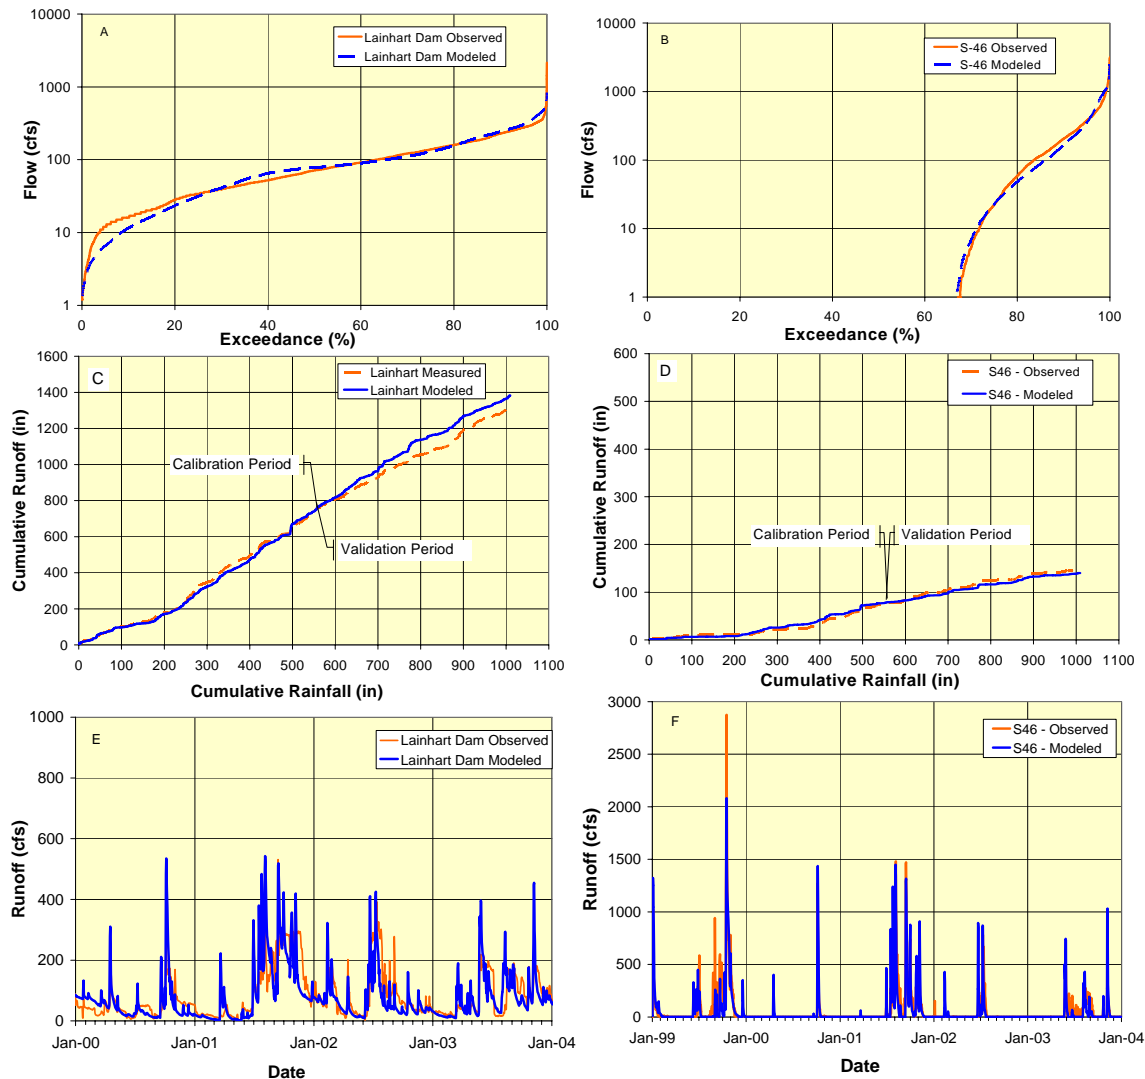 A
Lainhart Dam Observed
Lainhart Dam Modeled
10000
1000
100
10
1
Flow (cfs)
0
20
40
60
80
100
Exceedance (%)
B
S-46 Observed
S-46 Modeled
10000
1000
100
10
1
Flow (cfs)
0
20
40
60
80
100
Exceedance (%)
C
Lainhart Measured
Lainhart Modeled
1600
1400
1200
1000
800
600
400
200
0
Cumulative Runoff (in)
Calibration Period
Validation Period
0
100
200
300
400
500
600
700
800
900
1000
1100
Cumulative Rainfall (in)
D
S46 - Observed
S46 - Modeled
600
500
400
300
200
100
0
Cumulative Runoff (in)
Calibration Period
Validation Period
0
100
200
300
400
500
600
700
800
900
1000
1100
Cumulative Rainfall (in)
E
Lainhart Dam Observed
Lainhart Dam Modeled
1000
800
600
400
200
0
Runoff (cfs)
Jan-00
Jan-01
Jan-02
Jan-03
Jan-04
Date
F
S46 - Observed
S46 - Modeled
3000
2500
2000
1500
1000
500
0
Runoff (cfs)
Jan-99
Jan-00
Jan-01
Jan-02
Jan-03
Jan-04
Date